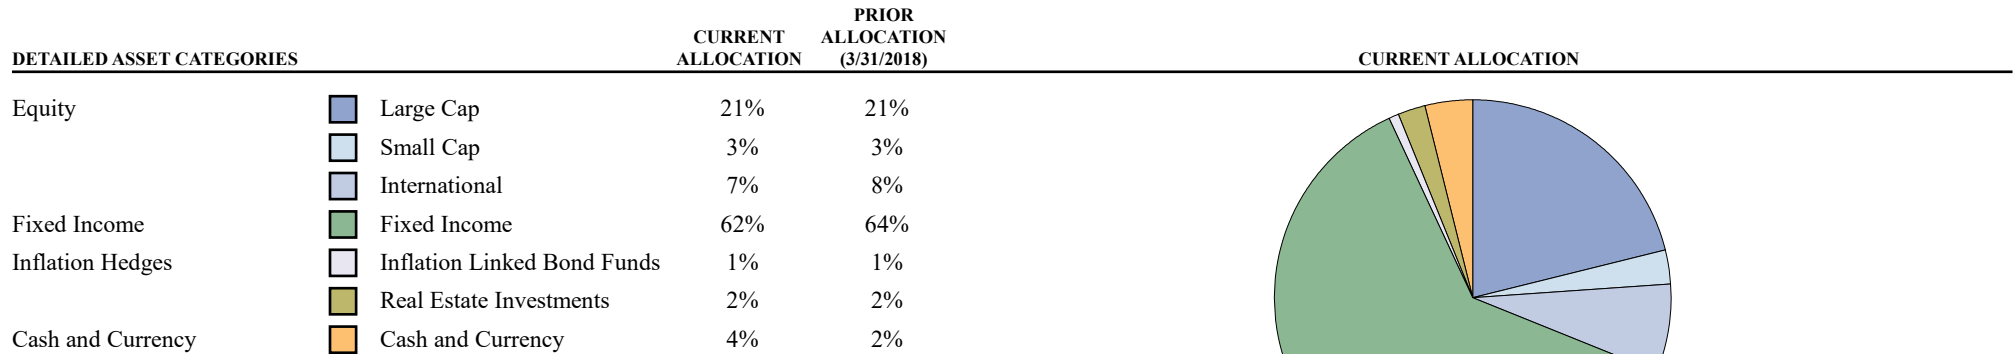 PRIOR
CURRENT ALLOCATION
DETAILED ASSET CATEGORIES ALLOCATION (3/31/2018) CURRENT ALLOCATION
Equity Large Cap 21% 21%
Small Cap 3% 3%
International 7% 8%
Fixed Income Fixed Income 62% 64%
Inflation Hedges Inflation Linked Bond Funds 1% 1%
Real Estate Investments 2% 2%
Cash and Currency Cash and Currency 4% 2%